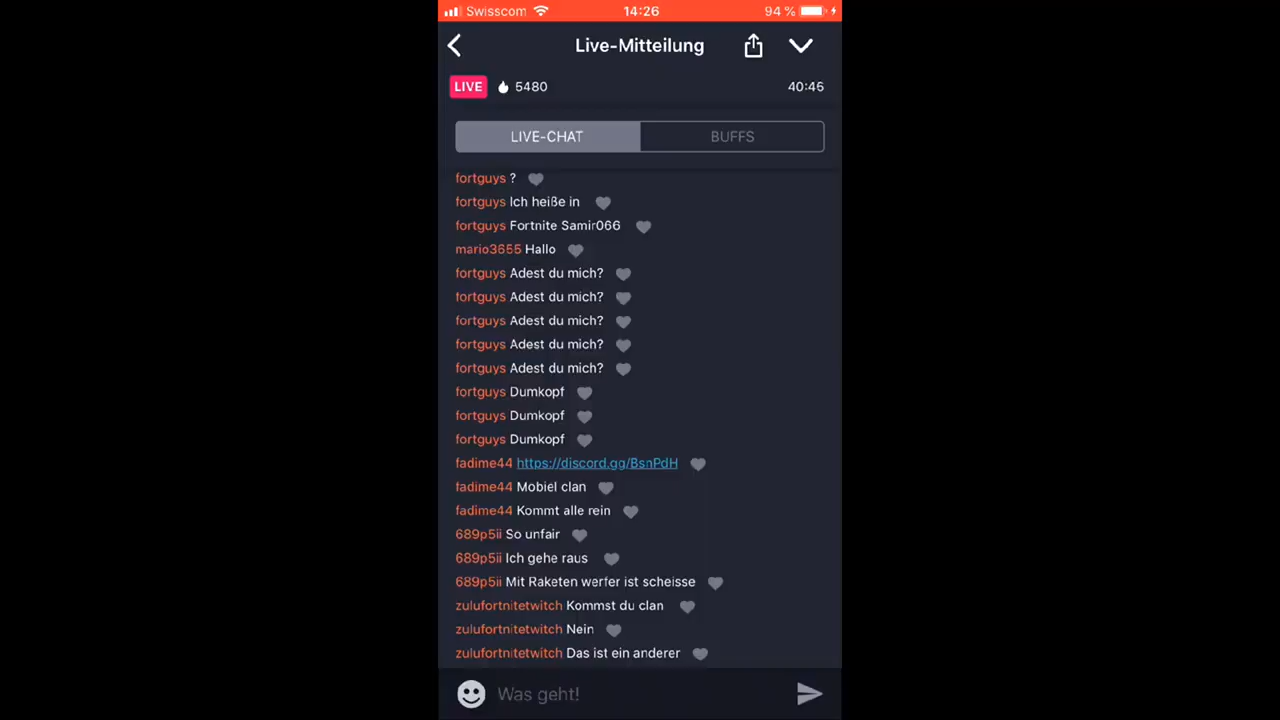 Swisscom 14:26 94 %
Live-Mitteilung
LIVE 5480 40:46
LIVE-CHAT BUFFS
fortguys ?
fortguys Ich heiße in
fortguys Fortnite Samir066
mario3655 Hallo
fortguys Adest du mich?
fortguys Adest du mich?
fortguys Adest du mich?
fortguys Adest du mich?
fortguys Adest du mich?
fortguys Dumkopf
fortguys Dumkopf
fortguys Dumkopf
fadime44 https://discord.gg/BsnPdH
fadime44 Mobiel clan
fadime44 Kommt alle rein
689p5ii So unfair
689p5ii Ich gehe raus
689p5ii Mit Raketen werfer ist scheisse
zulufortnitetwitch Kommst du clan
zulufortnitetwitch Nein
zulufortnitetwitch Das ist ein anderer
Was geht!